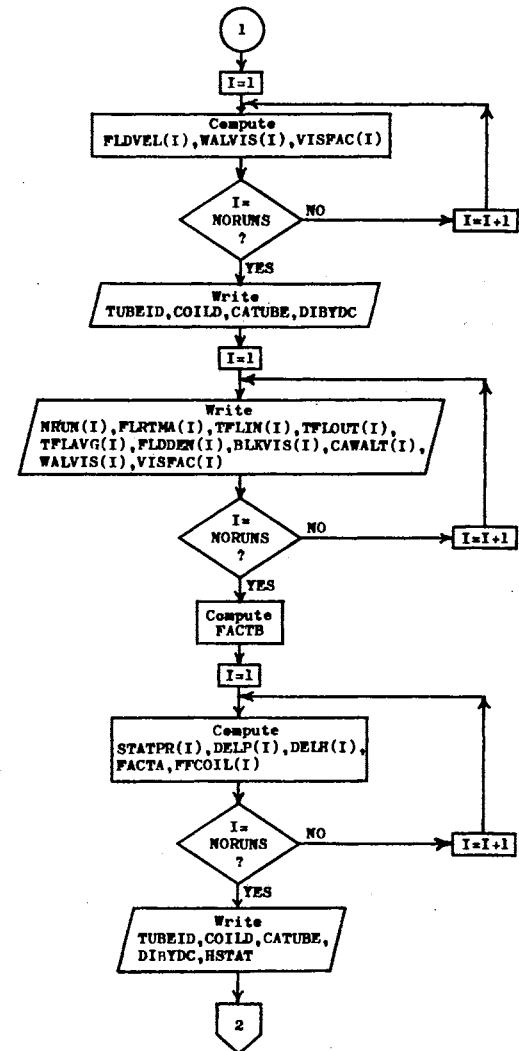 1
I=1
Compute
FLDVEL(I),WALVIS(I),VISFAC(I)
I=
NORUNS
?
NO
I=I+1
YES
Write
TUBEID,COILD,CATUBE,DIBYDC
I=1
Write
NRUN(I),FLRTMA(I),TFLIN(I),TFLOUT(I),
TFLAVG(I),FLDDEN(I),BLKVIS(I),CAWALT(I),
WALVIS(I),VISFAC(I)
I=
NORUNS
?
NO
I=I+1
YES
Compute
FACTB
I=1
Compute
STATPR(I),DELP(I),DELH(I),
FACTA,FFCOIL(I)
I=
NORUNS
?
NO
I=I+1
YES
Write
TUBEID,COILD,CATUBE,
DIBYDC,HSTAT
2